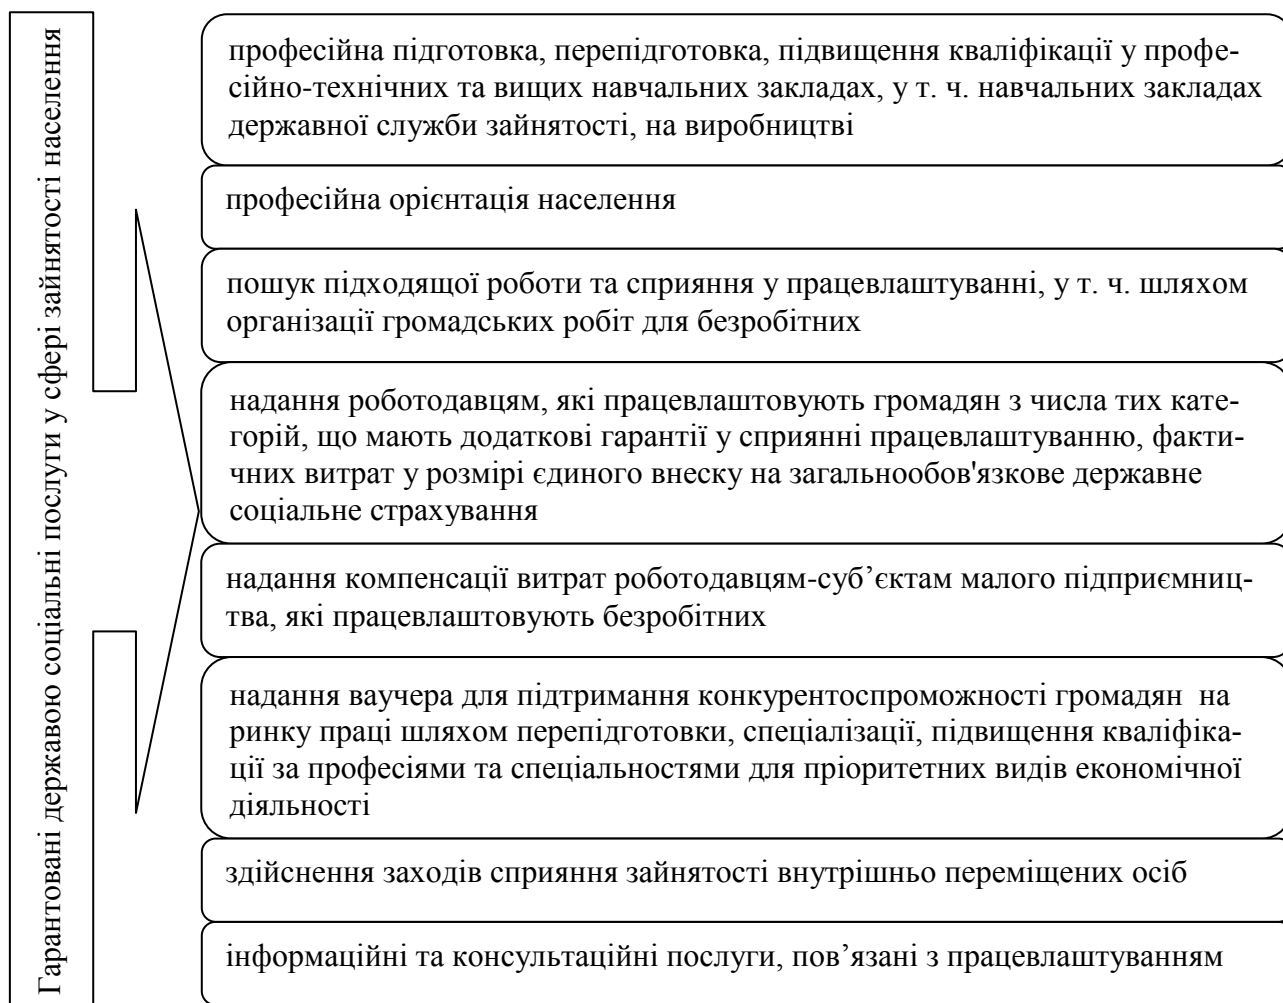 Гарантовані державою соціальні послуги у сфері зайнятості населення
професійна підготовка, перепідготовка, підвищення кваліфікації у профе-
сійно-технічних та вищих навчальних закладах, у т. ч. навчальних закладах
державної служби зайнятості, на виробництві
професійна орієнтація населення
пошук підходящої роботи та сприяння у працевлаштуванні, у т. ч. шляхом
організації громадських робіт для безробітних
надання роботодавцям, які працевлаштовують громадян з числа тих кате-
горій, що мають додаткові гарантії у сприянні працевлаштуванню, факти-
чних витрат у розмірі єдиного внеску на загальнообов'язкове державне
соціальне страхування
надання компенсації витрат роботодавцям-суб’єктам малого підприємниц-
тва, які працевлаштовують безробітних
надання ваучера для підтримання конкурентоспроможності громадян на
ринку праці шляхом перепідготовки, спеціалізації, підвищення кваліфіка-
ції за професіями та спеціальностями для пріоритетних видів економічної
діяльності
здійснення заходів сприяння зайнятості внутрішньо переміщених осіб
інформаційні та консультаційні послуги, пов’язані з працевлаштуванням